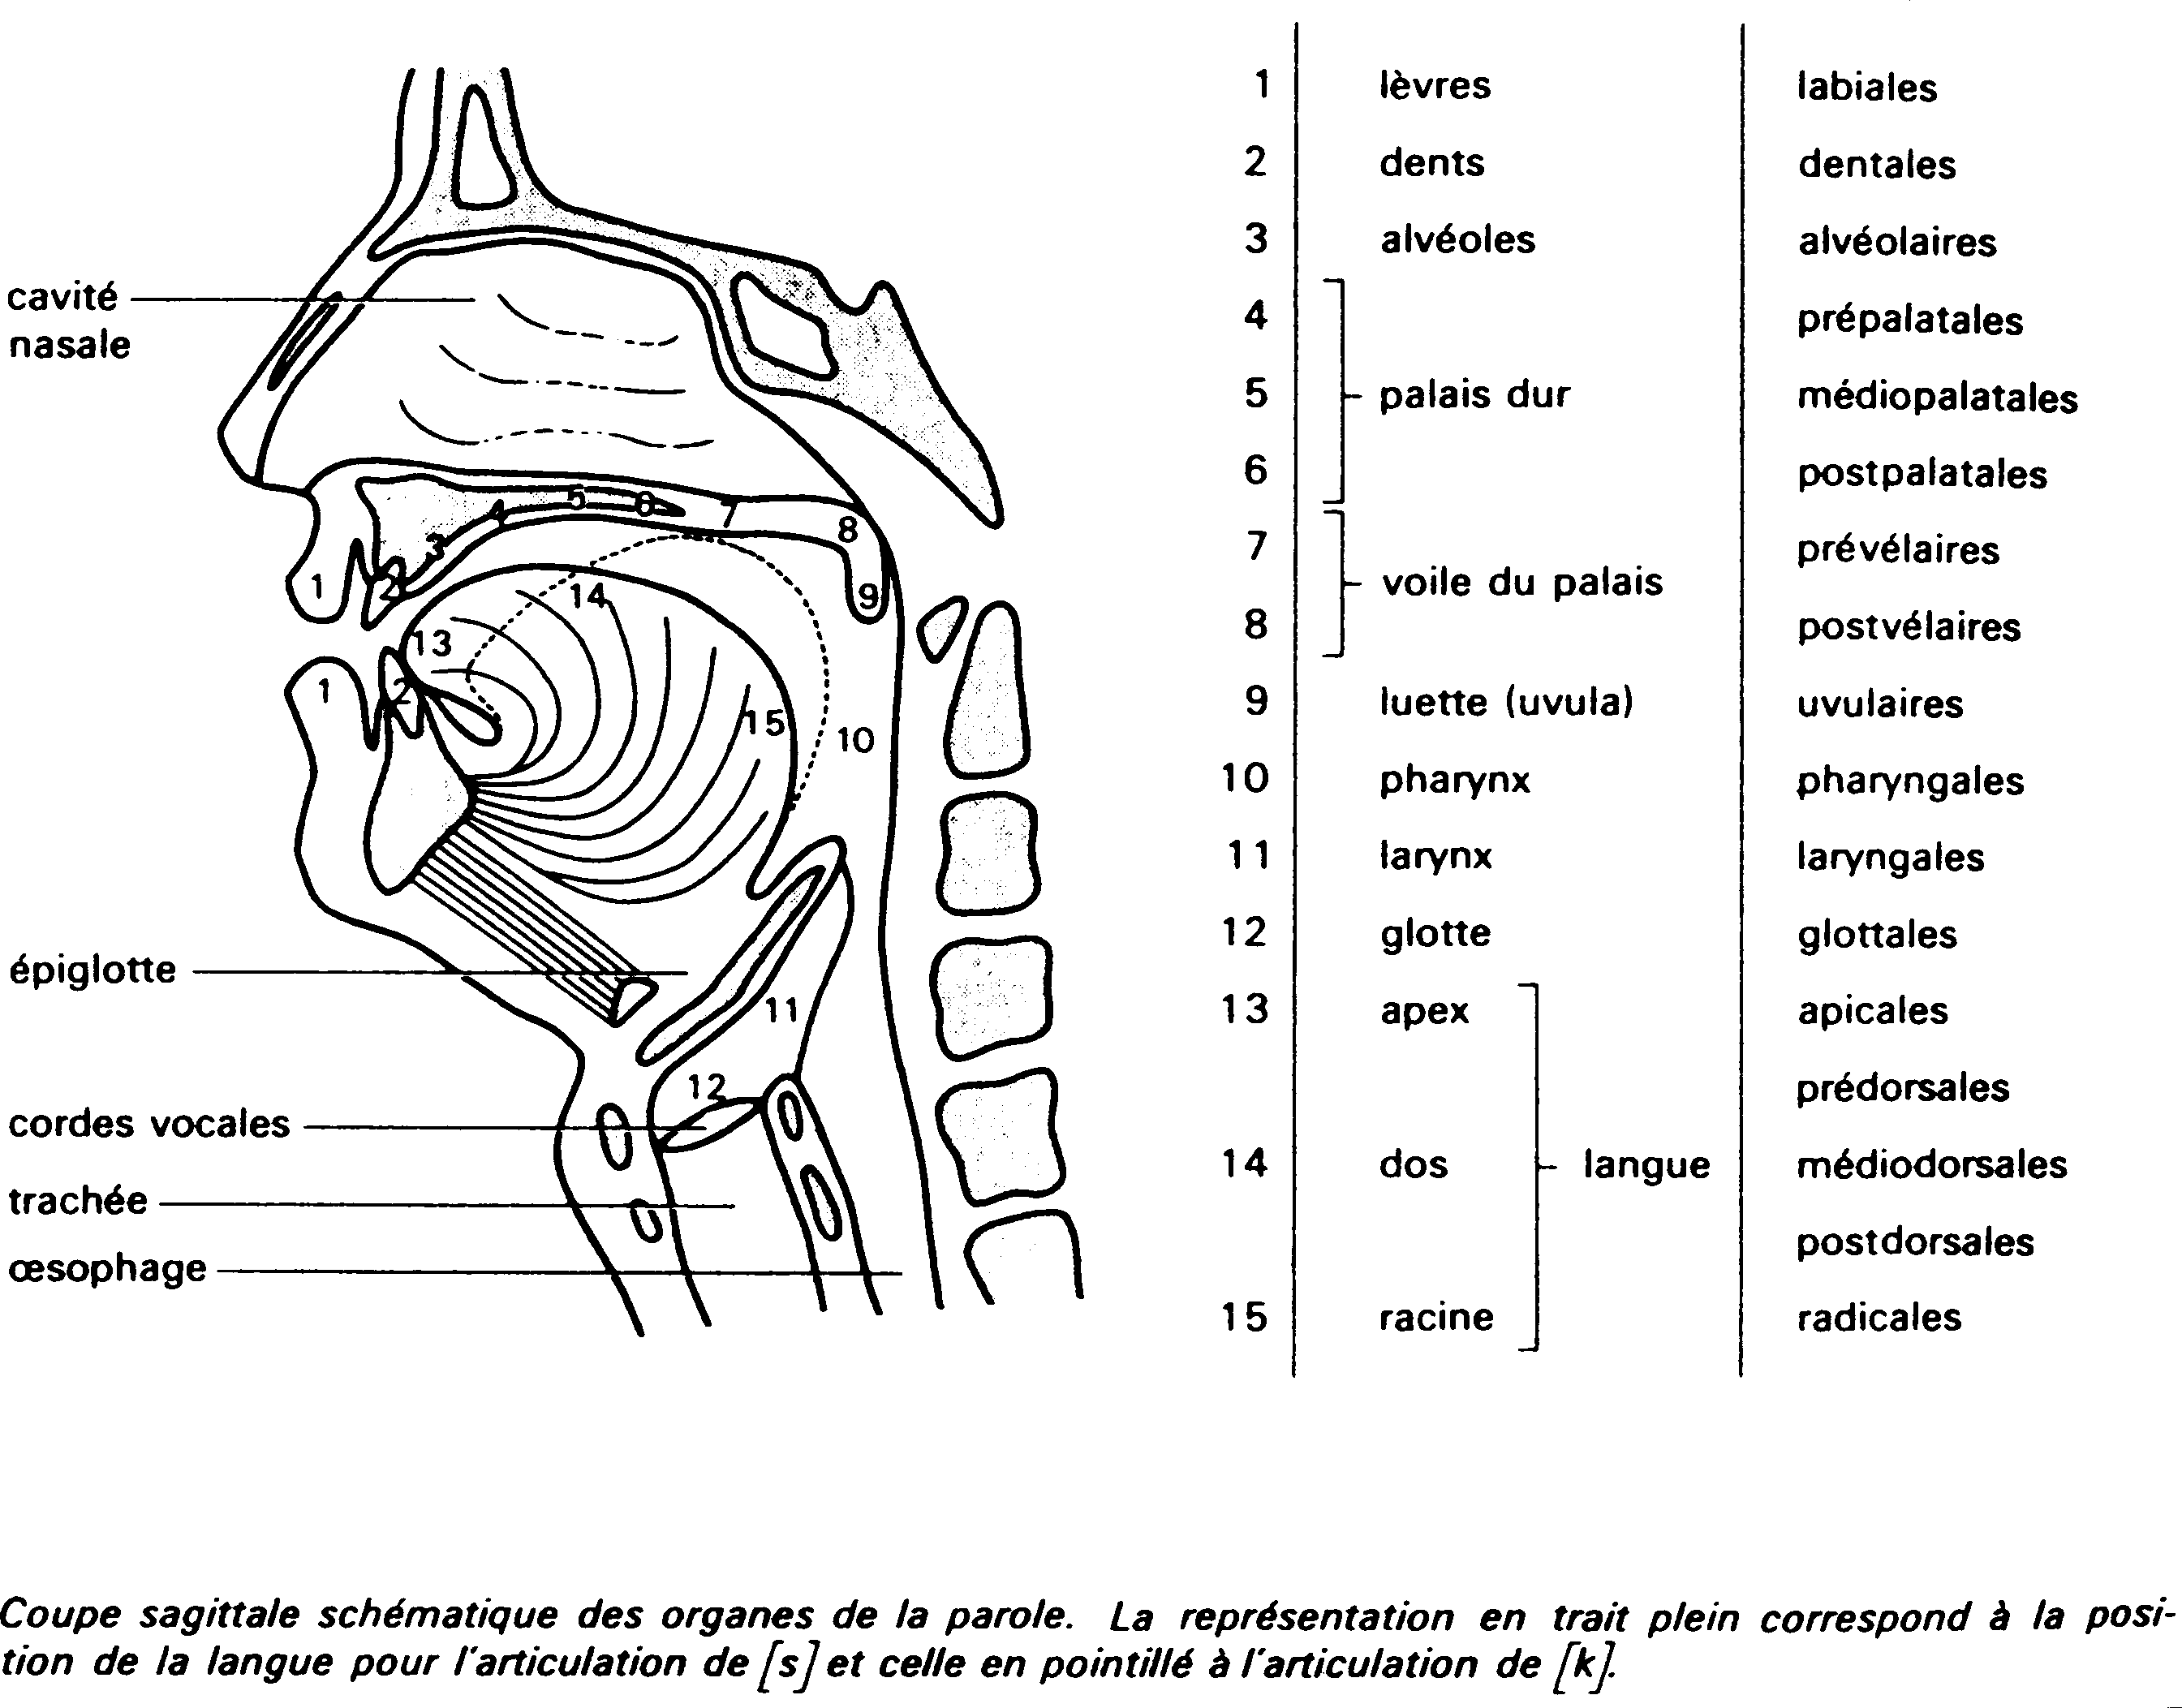 cavité
nasale
épiglotte
cordes vocales
trachée
œsophage
1
2
3
4
5
6
7
8
9
10
11
12
13
14
15
1
2
1 lèvres labiales
2 dents dentales
3 alvéoles alvéolaires
4 prépalatales
5 palais dur médiopalatales
6 postpalatales
7 prévélaires
voile du palais
8 postvélaires
9 luette (uvula) uvulaires
10 pharynx pharyngales
11 larynx laryngales
12 glotte glottales
13 apex apicales
prédorsales
14 dos langue médiodorsales
postdorsales
15 racine radicales
Coupe sagittale schématique des organes de la parole. La représentation en trait plein correspond à la posi-
tion de la langue pour l'articulation de [s] et celle en pointillé à l'articulation de [k].